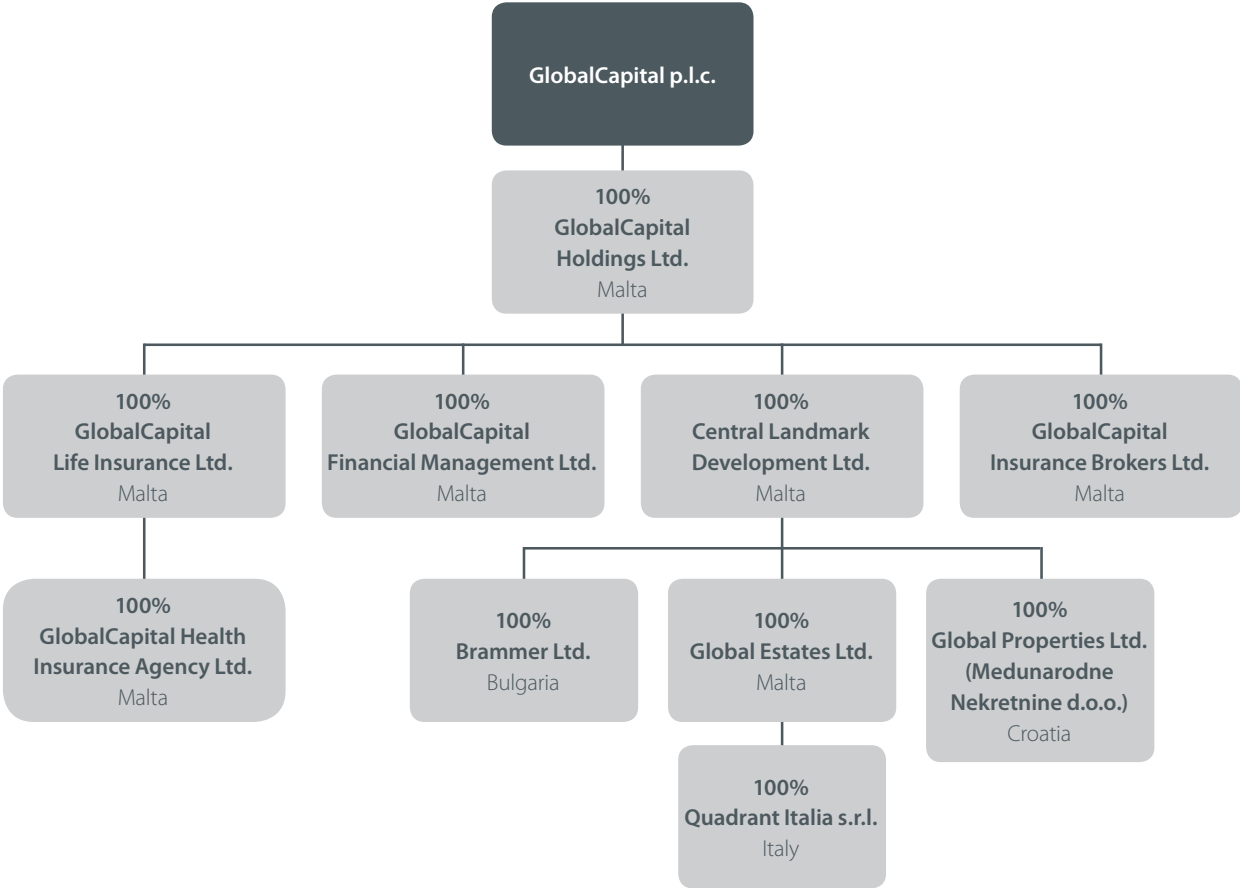 GlobalCapital p.l.c.
100%
GlobalCapital
Holdings Ltd.
Malta
100%
GlobalCapital
Life Insurance Ltd.
Malta
100%
GlobalCapital
Financial Management Ltd.
Malta
100%
Central Landmark
Development Ltd.
Malta
100%
GlobalCapital
Insurance Brokers Ltd.
Malta
100%
GlobalCapital Health
Insurance Agency Ltd.
Malta
100%
Brammer Ltd.
Bulgaria
100%
Global Estates Ltd.
Malta
100%
Global Properties Ltd.
(Medunarodne
Nekretnine d.o.o.)
Croatia
100%
Quadrant Italia s.r.l.
Italy